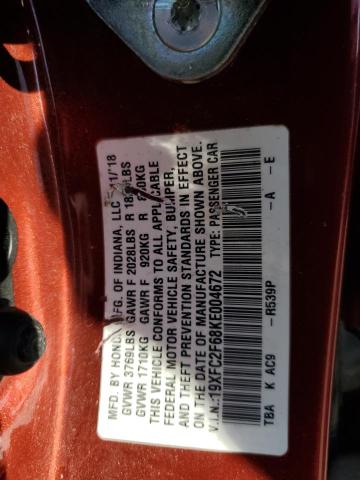 MFD. BY HONDA MFG. OF INDIANA, LLC 11/'18
GVWR 3769LBS GAWR F 2028LBS R LBS
GVWR 1710KG GAWR F 920KG R KG
THIS VEHICLE CONFORMS TO ALL APPLICABLE
FEDERAL MOTOR VEHICLE SAFETY, BUMPER,
AND THEFT PREVENTION STANDARDS IN EFFECT
ON THE DATE OF MANUFACTURE SHOWN ABOVE.
V.I.N.:19XFC2F68KE004672 TYPE: PASSENGER CAR
TBA K AC9 -R539P -A -E